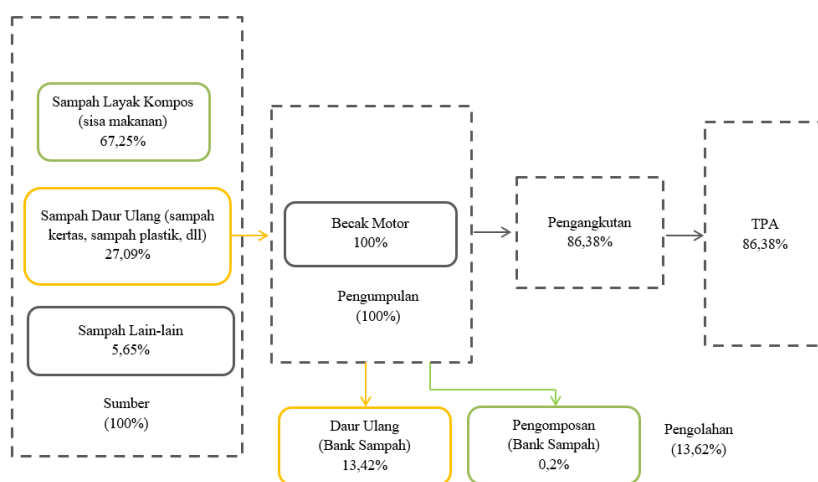 Sampah Layak Kompos
(sisa makanan)
67,25%
Sampah Daur Ulang (sampah
kertas, sampah plastik, dll)
27,09%
Sampah Lain-lain
5,65%
Sumber
(100%)
Becak Motor
100%
Pengumpulan
(100%)
Pengangkutan
86,38%
TPA
86,38%
Daur Ulang
(Bank Sampah)
13,42%
Pengomposan
(Bank Sampah)
0,2%
Pengolahan
(13,62%)